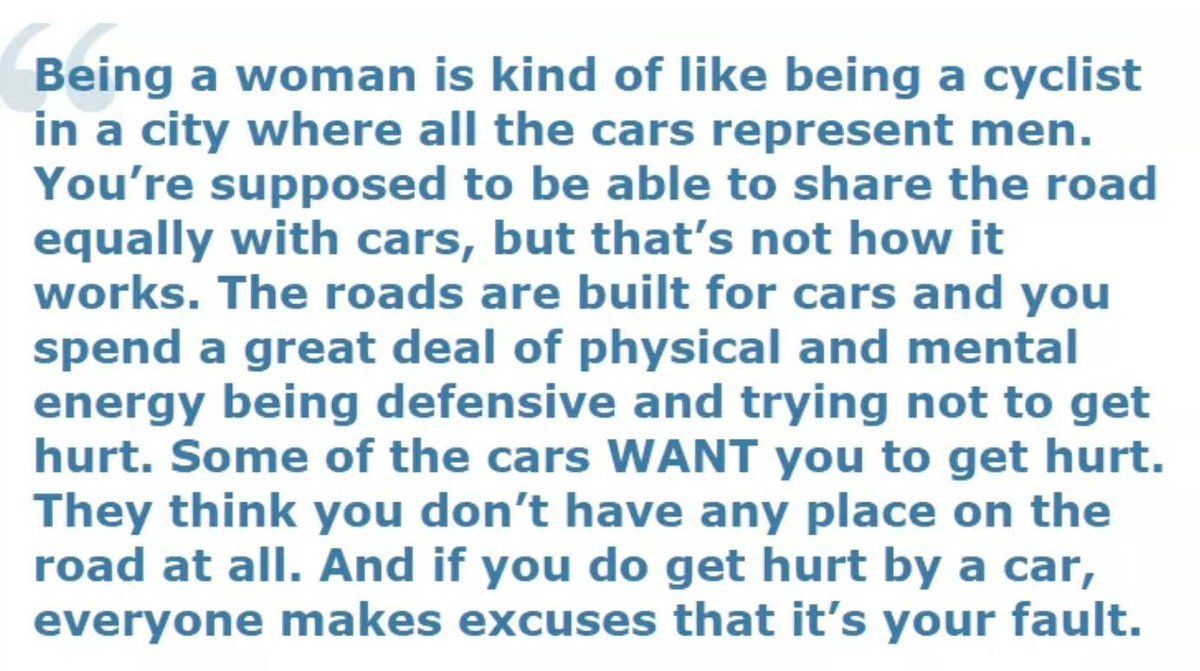 “
Being a woman is kind of like being a cyclist
in a city where all the cars represent men.
You’re supposed to be able to share the road
equally with cars, but that’s not how it
works. The roads are built for cars and you
spend a great deal of physical and mental
energy being defensive and trying not to get
hurt. Some of the cars WANT you to get hurt.
They think you don’t have any place on the
road at all. And if you do get hurt by a car,
everyone makes excuses that it’s your fault.